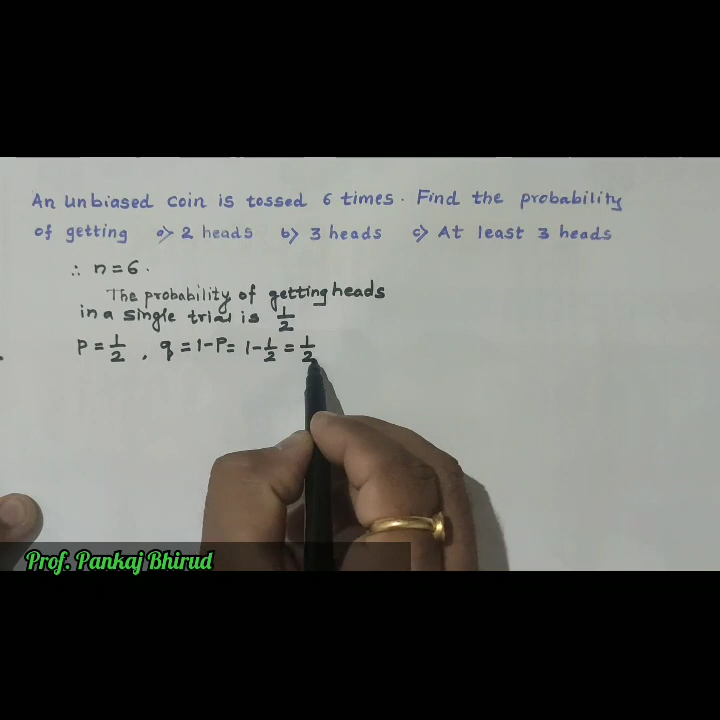 An unbiased coin is tossed 6 times. Find the probability
of getting a> 2 heads b> 3 heads c> At least 3 heads
∴ n=6.
The probability of getting heads
in a single trial is 1/2
P = 1/2 , q = 1-P = 1 - 1/2 = 1/2
Prof. Pankaj Bhirud